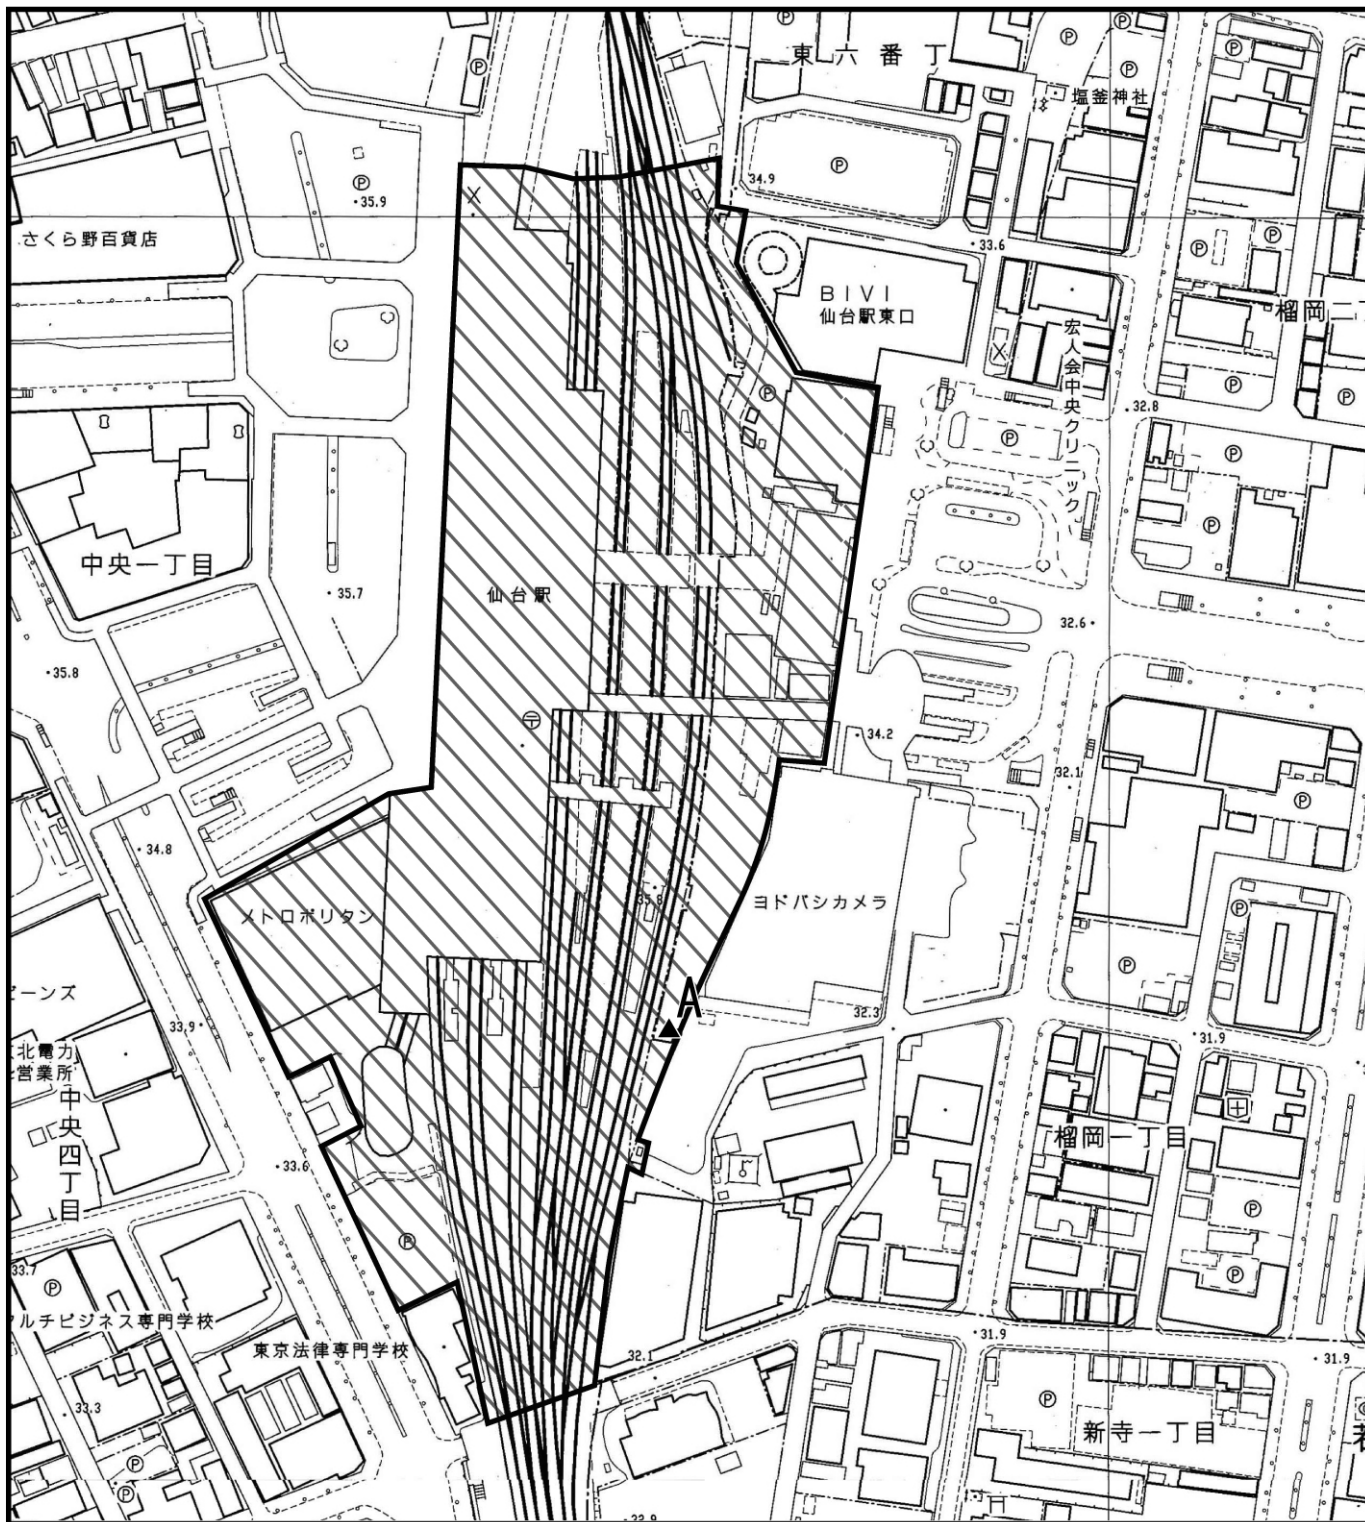 東六番丁
Ⓟ
Ⓟ
Ⓟ
Ⓟ
Ⓟ
Ⓟ
塩釜神社
Ⓟ
34.9
Ⓟ
35.9
さくら野百貨店
33.6
Ⓟ
Ⓟ
BIVI
仙台駅東口
榴岡二
宏人会中央クリニック
Ⓟ
Ⓟ
Ⓟ
32.8
Ⓟ
Ⓟ
Ⓟ
中央一丁目
35.7
仙台駅
32.6
35.8
34.2
32.1
Ⓟ
34.8
メトロポリタン
35.8
ヨドバシカメラ
Ⓟ
Ⓟ
ビーンズ
A
33.9
32.3
31.9
北電力
営業所
中央四丁目
榴岡一丁目
33.6
Ⓟ
Ⓟ
Ⓟ
33.7
Ⓟ
ルチビジネス専門学校
東京法律専門学校
32.1
31.9
31.9
33.3
Ⓟ
新寺一丁目
Ⓟ
Ⓟ
32.9